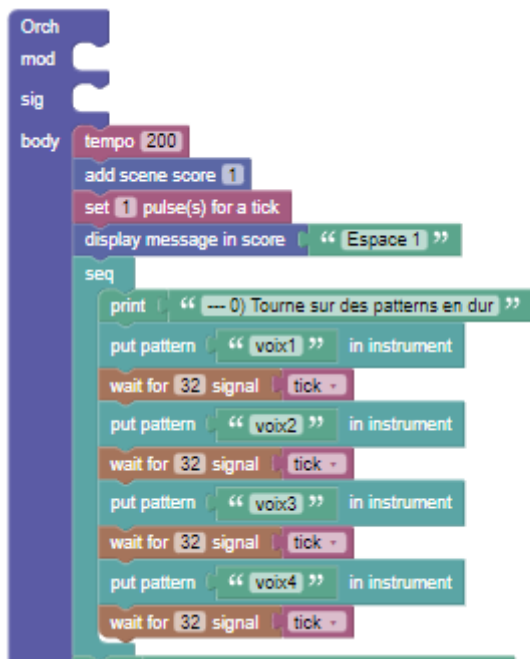 Orch
mod
sig
body tempo 200
add scene score 1
set 1 pulse(s) for a tick
display message in score “ Espace 1 ”
seq
print “ --- 0) Tourne sur des patterns en dur ”
put pattern “ voix1 ” in instrument
wait for 32 signal tick
put pattern “ voix2 ” in instrument
wait for 32 signal tick
put pattern “ voix3 ” in instrument
wait for 32 signal tick
put pattern “ voix4 ” in instrument
wait for 32 signal tick